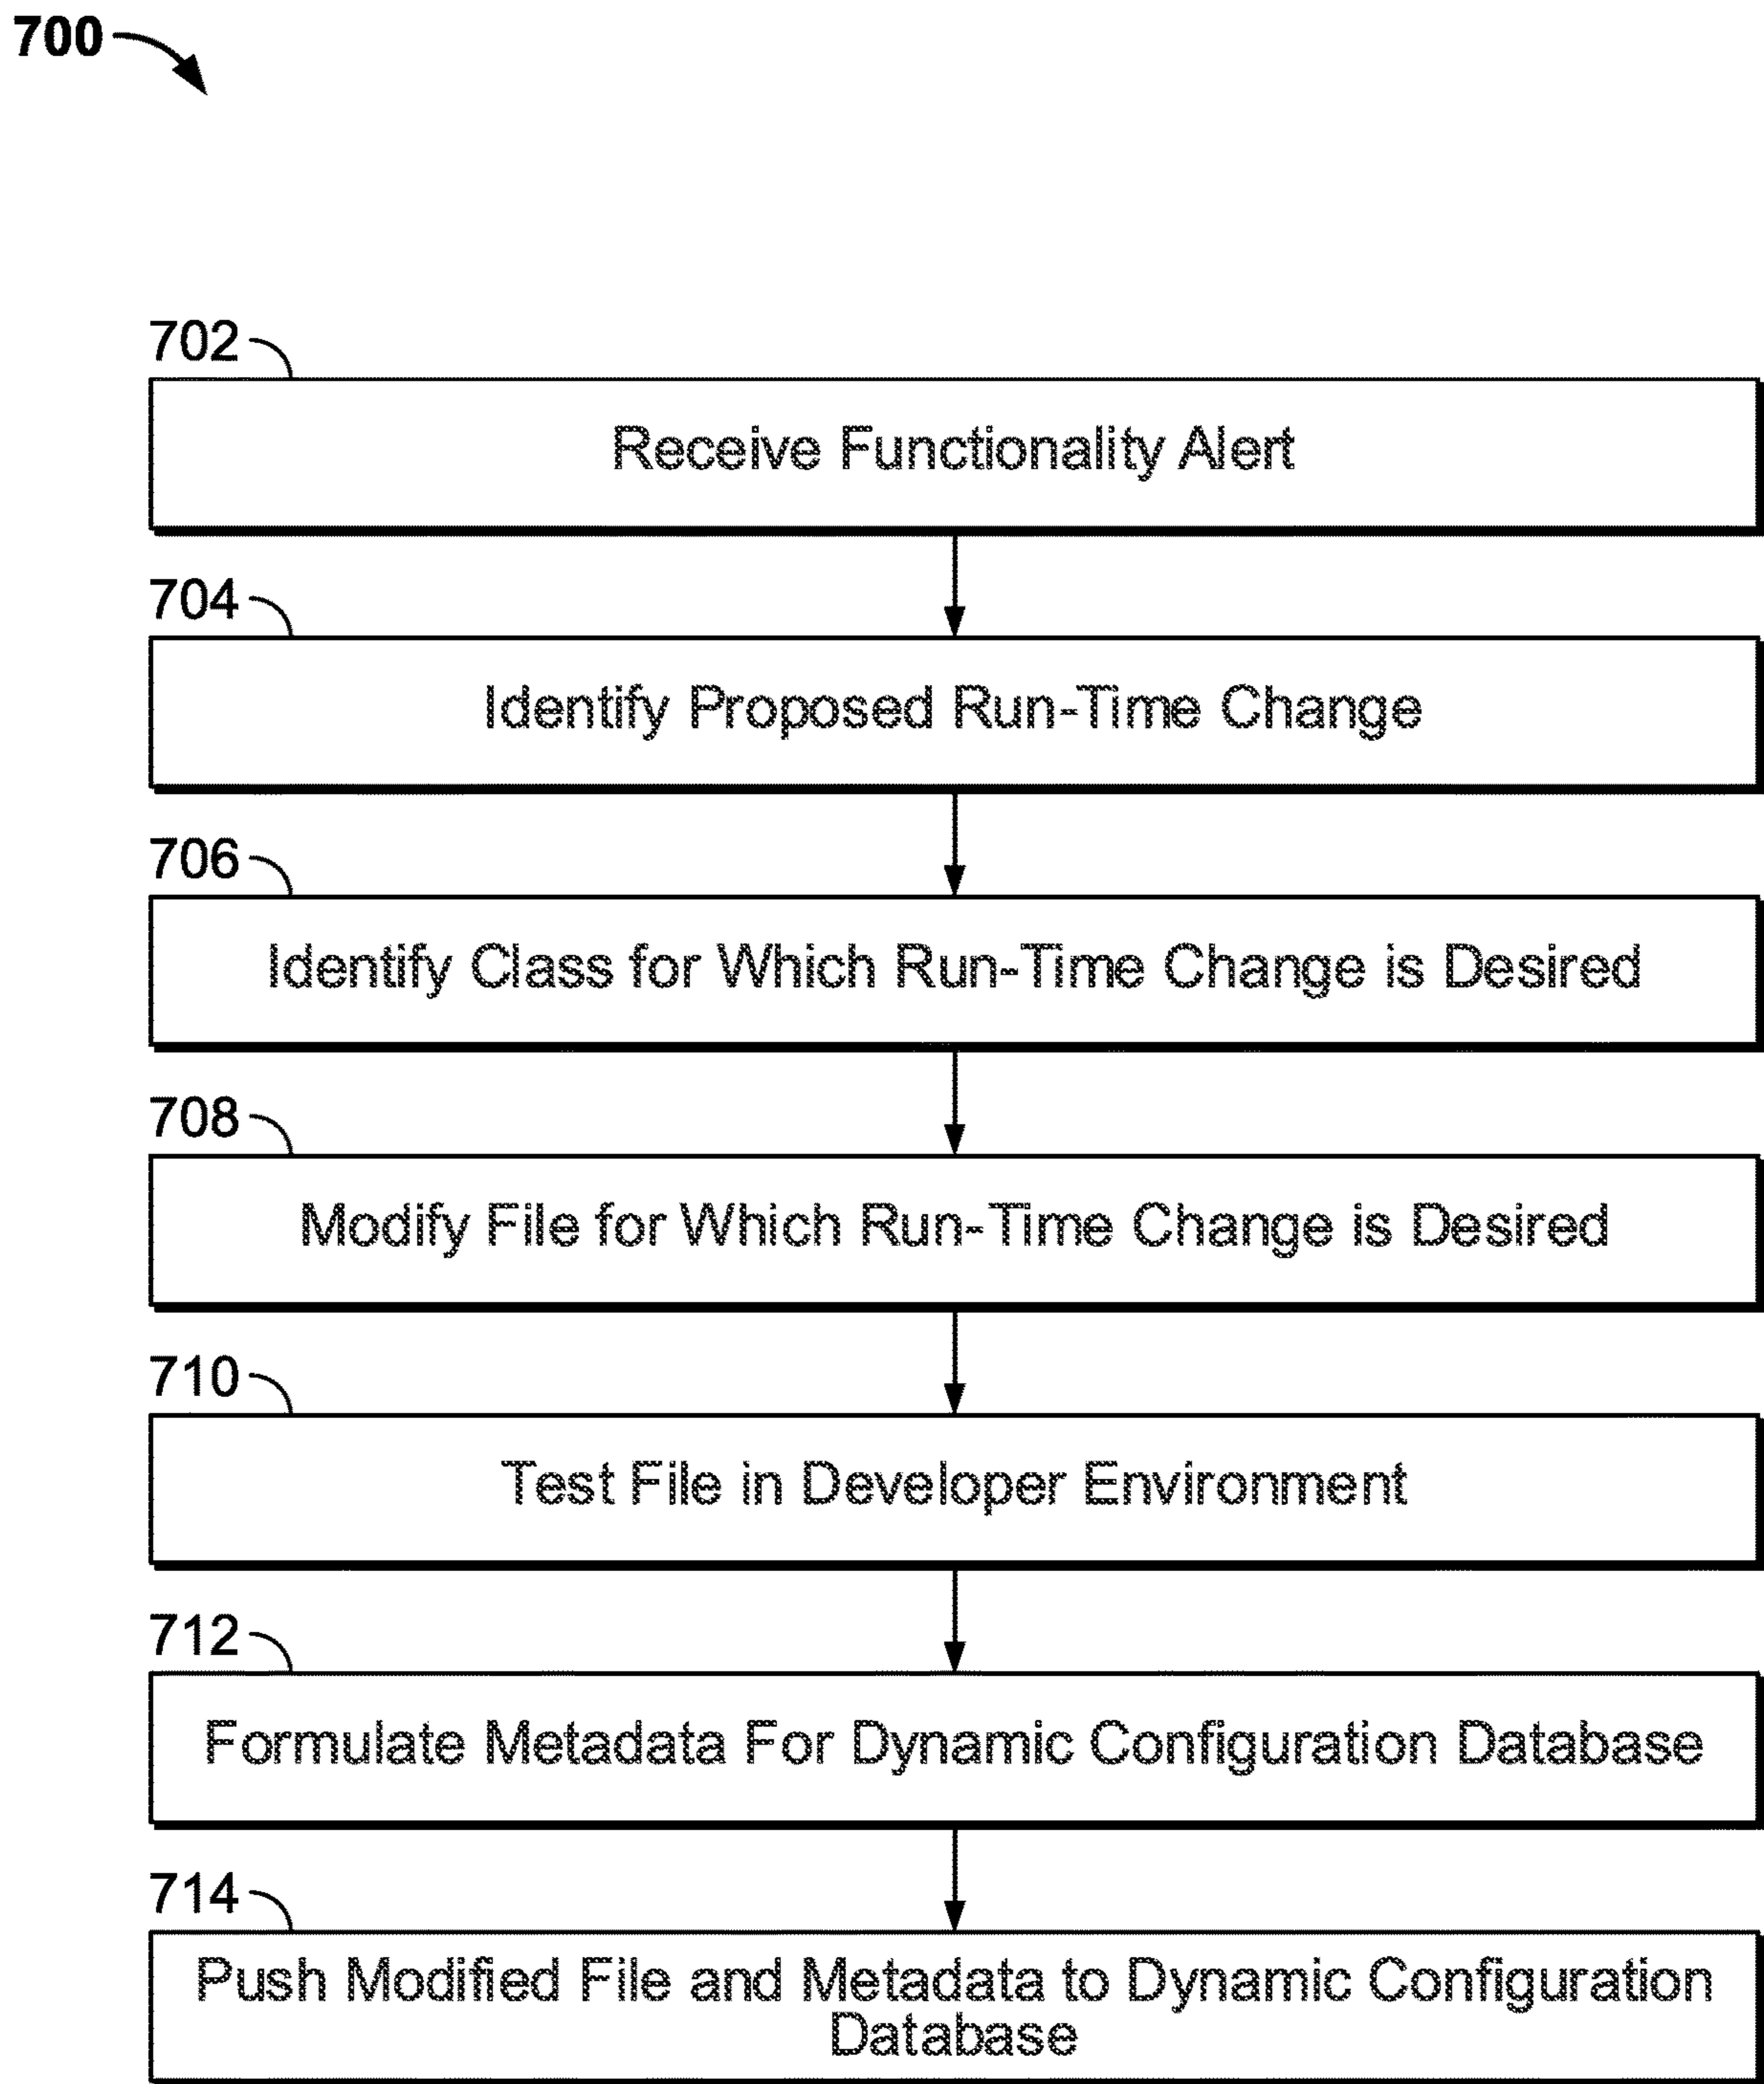 700
702
Receive Functionality Alert
704
Identify Proposed Run-Time Change
706
Identify Class for Which Run-Time Change is Desired
708
Modify File for Which Run-Time Change is Desired
710
Test File in Developer Environment
712
Formulate Metadata For Dynamic Configuration Database
714
Push Modified File and Metadata to Dynamic Configuration
Database